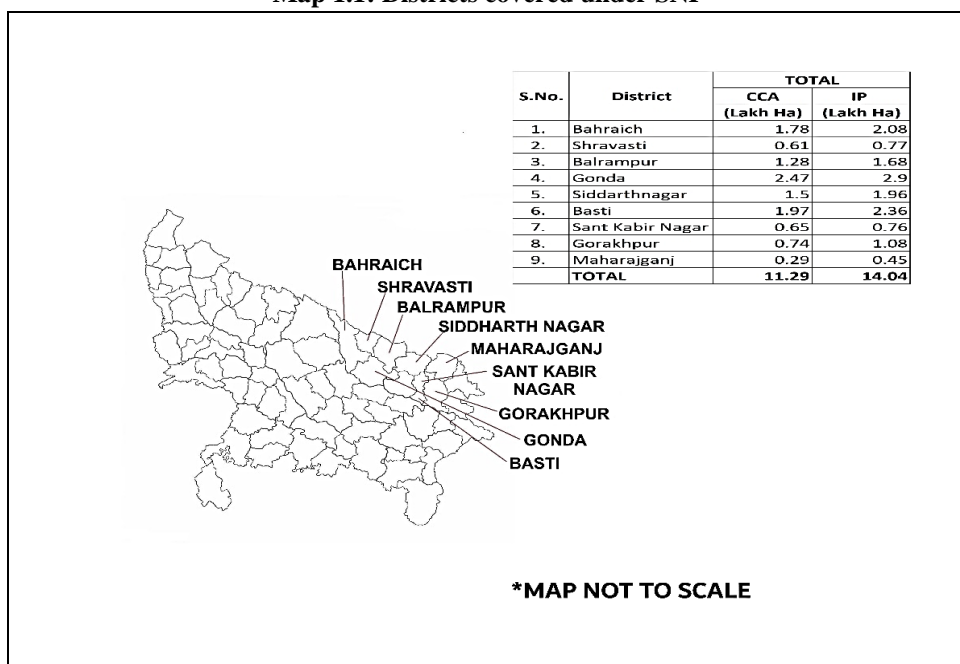 Map 1.1: Districts covered under SNP
TOTAL
S.No. District CCA IP
(Lakh Ha) (Lakh Ha)
1. Bahraich 1.78 2.08
2. Shravasti 0.61 0.77
3. Balrampur 1.28 1.68
4. Gonda 2.47 2.9
5. Siddarthnagar 1.5 1.96
6. Basti 1.97 2.36
7. Sant Kabir Nagar 0.65 0.76
8. Gorakhpur 0.74 1.08
9. Maharajganj 0.29 0.45
TOTAL 11.29 14.04
BAHRAICH
SHRAVASTI
BALRAMPUR
SIDDHARTH NAGAR
MAHARAJGANJ
SANT KABIR
NAGAR
GORAKHPUR
GONDA
BASTI
*MAP NOT TO SCALE